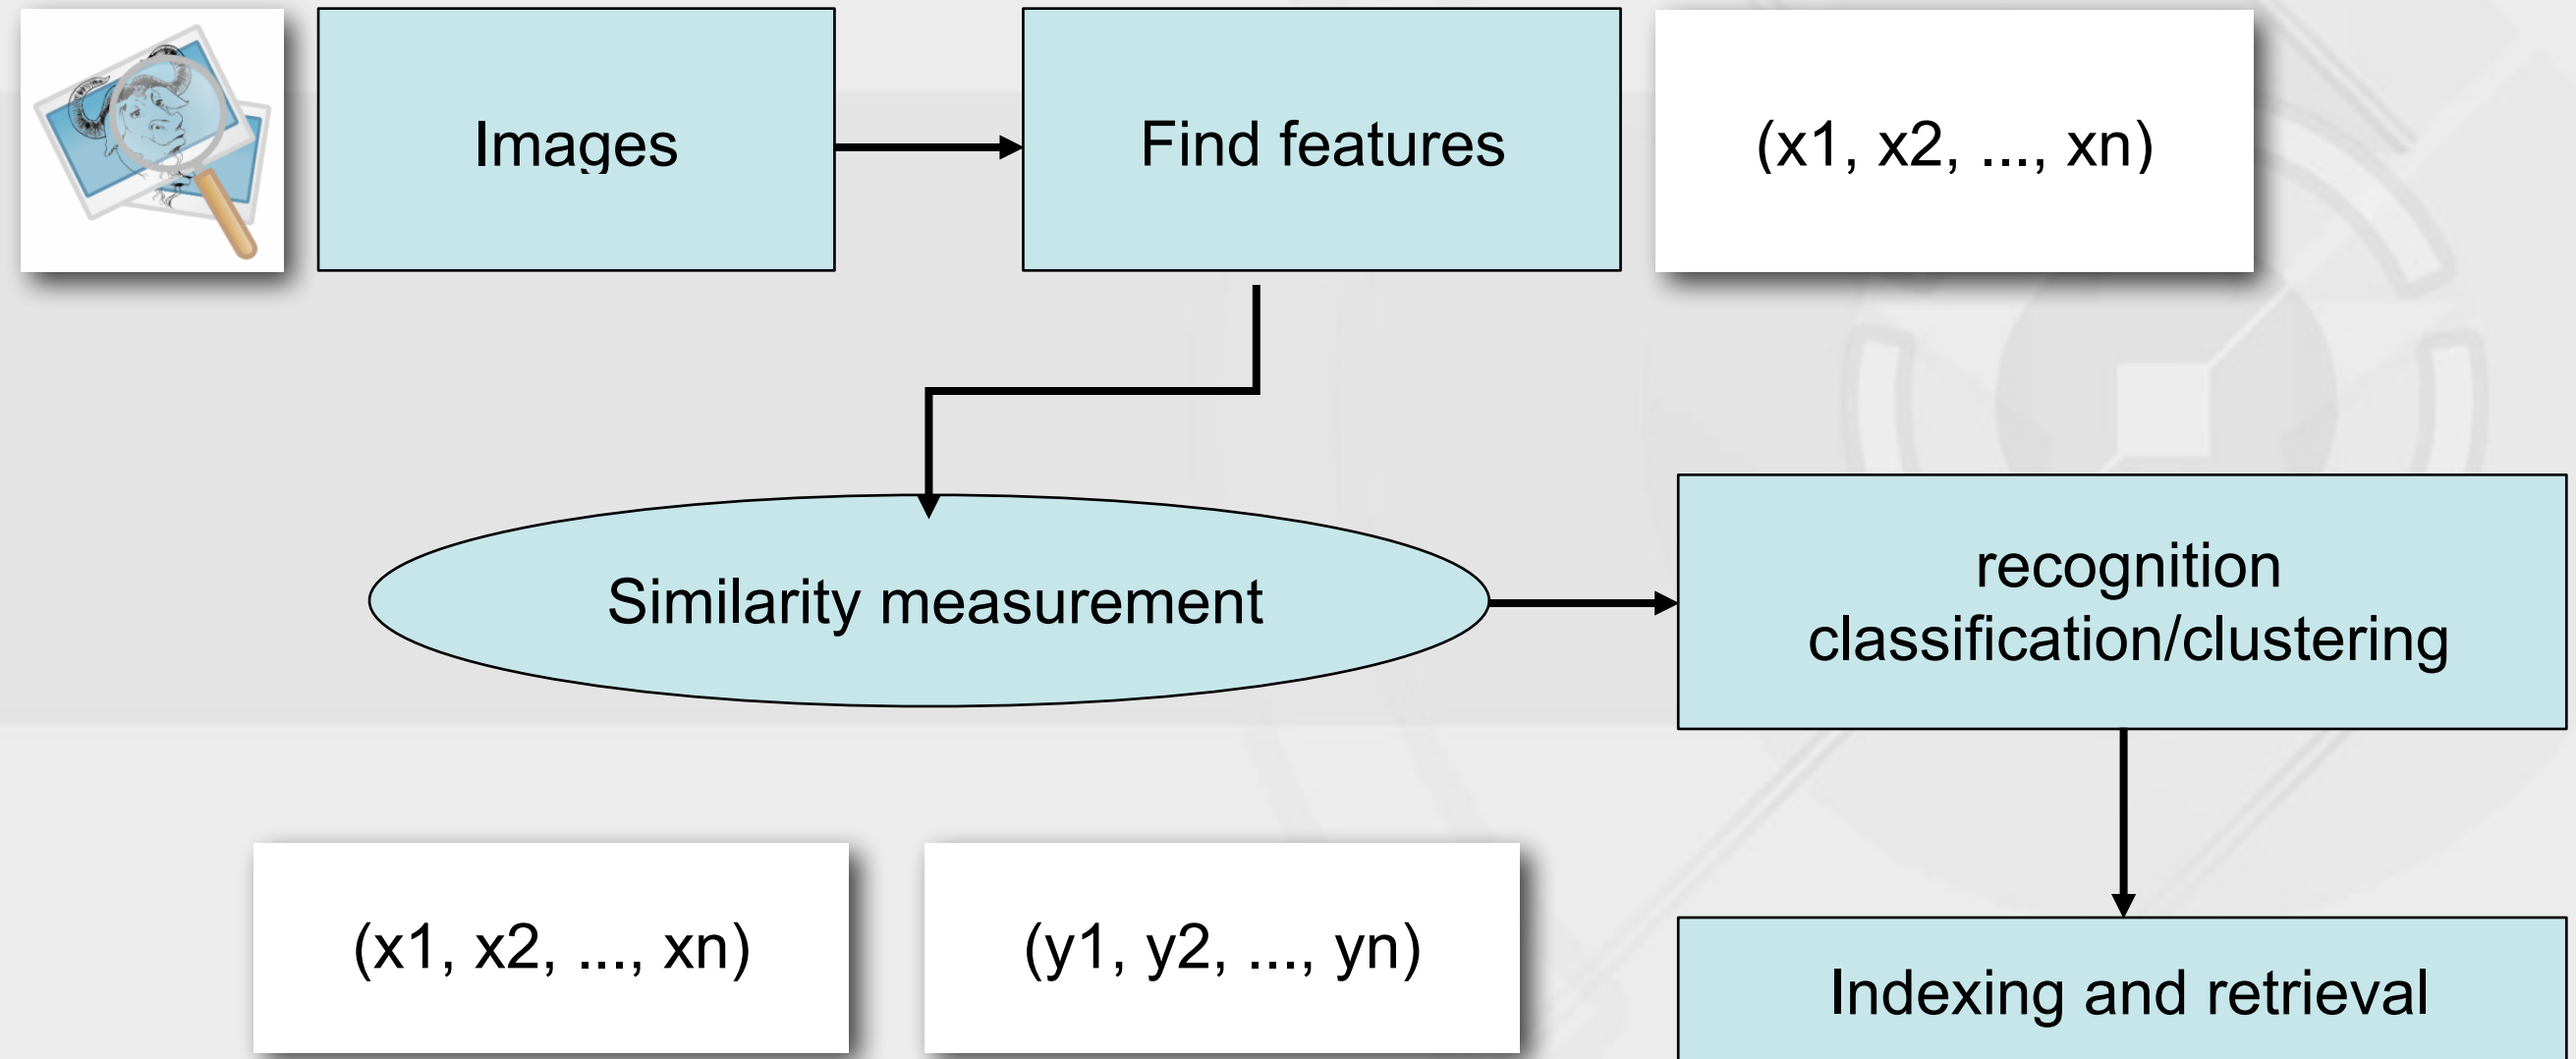 Images
Find features
(x1, x2, ..., xn)
Similarity measurement
recognition
classification/clustering
(x1, x2, ..., xn)
(y1, y2, ..., yn)
Indexing and retrieval